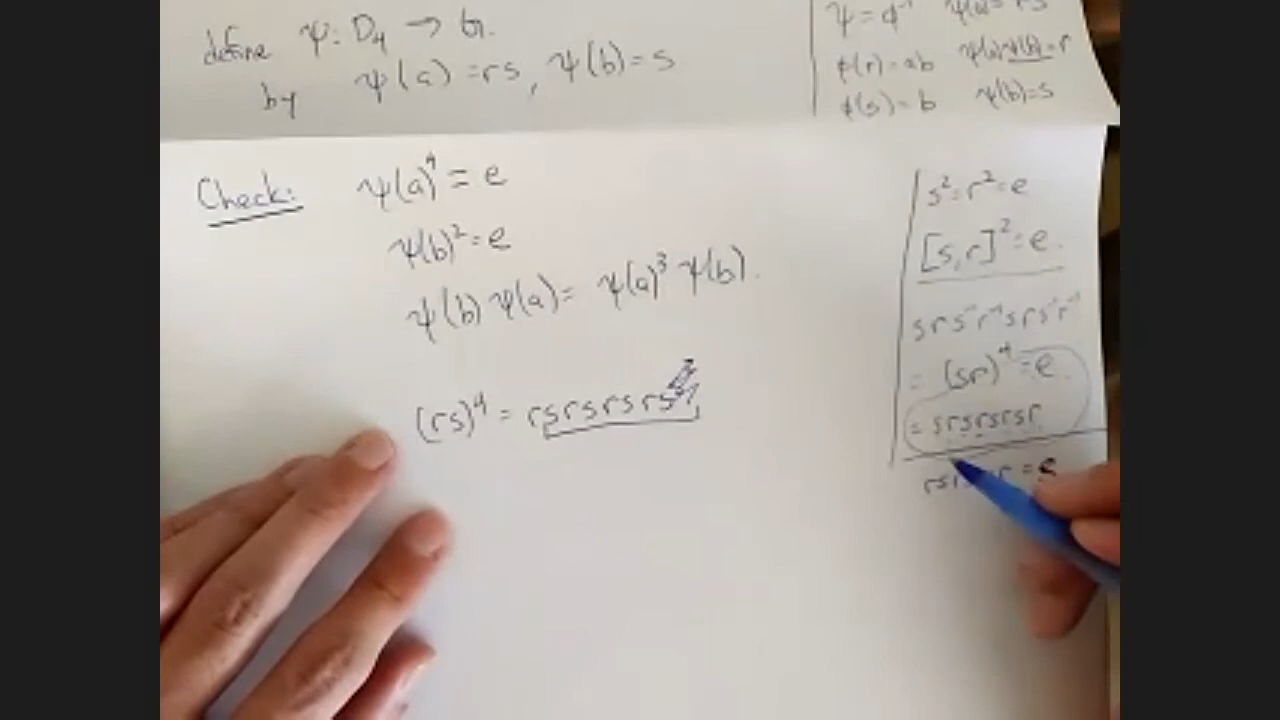 define ψ: D₄ → G.
by ψ(a) = rs, ψ(b) = s
ψ = ϕ⁻¹
ϕ(r) = ab ψ(a)ψ(b) = r
ϕ(s) = b ψ(b) = s
Check: ψ(a)⁴ = e
ψ(b)² = e
ψ(b) ψ(a) = ψ(a)³ ψ(b).
(rs)⁴ = rsrsrsrs
s² = r² = e
[s,r]² = e.
srs⁻¹r⁻¹srs⁻¹r⁻¹
= (sr)⁴ = e
= srsrsrsr
= e